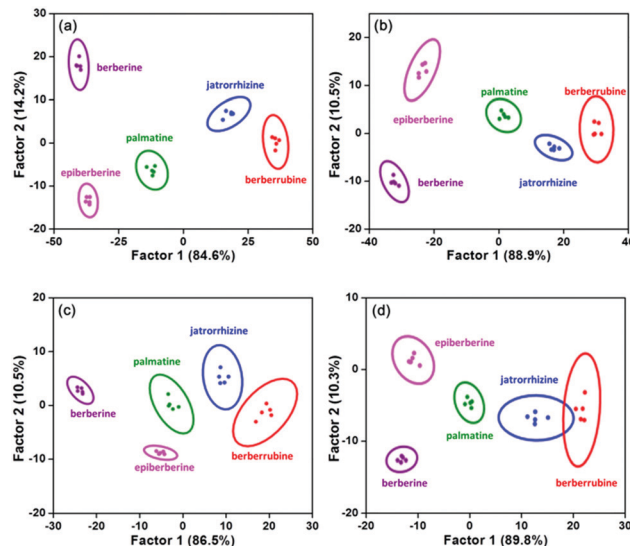 (a)
berberine
jatrorrhizine
palmatine
epiberberine
berberrubine
Factor 2 (14.2%)
30
20
10
0
-10
-20
-50
-25
0
25
50
Factor 1 (84.6%)
(b)
berberrubine
palmatine
epiberberine
jatrorrhizine
berberine
Factor 2 (10.5%)
20
10
0
-10
-20
-40
-20
0
20
40
Factor 1 (88.9%)
(c)
jatrorrhizine
palmatine
berberine
epiberberine
berberrubine
Factor 2 (10.5%)
20
10
0
-10
-20
-30
-20
-10
0
10
20
30
Factor 1 (86.5%)
(d)
epiberberine
jatrorrhizine
palmatine
berberine
berberrubine
Factor 2 (10.3%)
10
0
-10
-20
-20
-10
0
10
20
30
Factor 1 (89.8%)